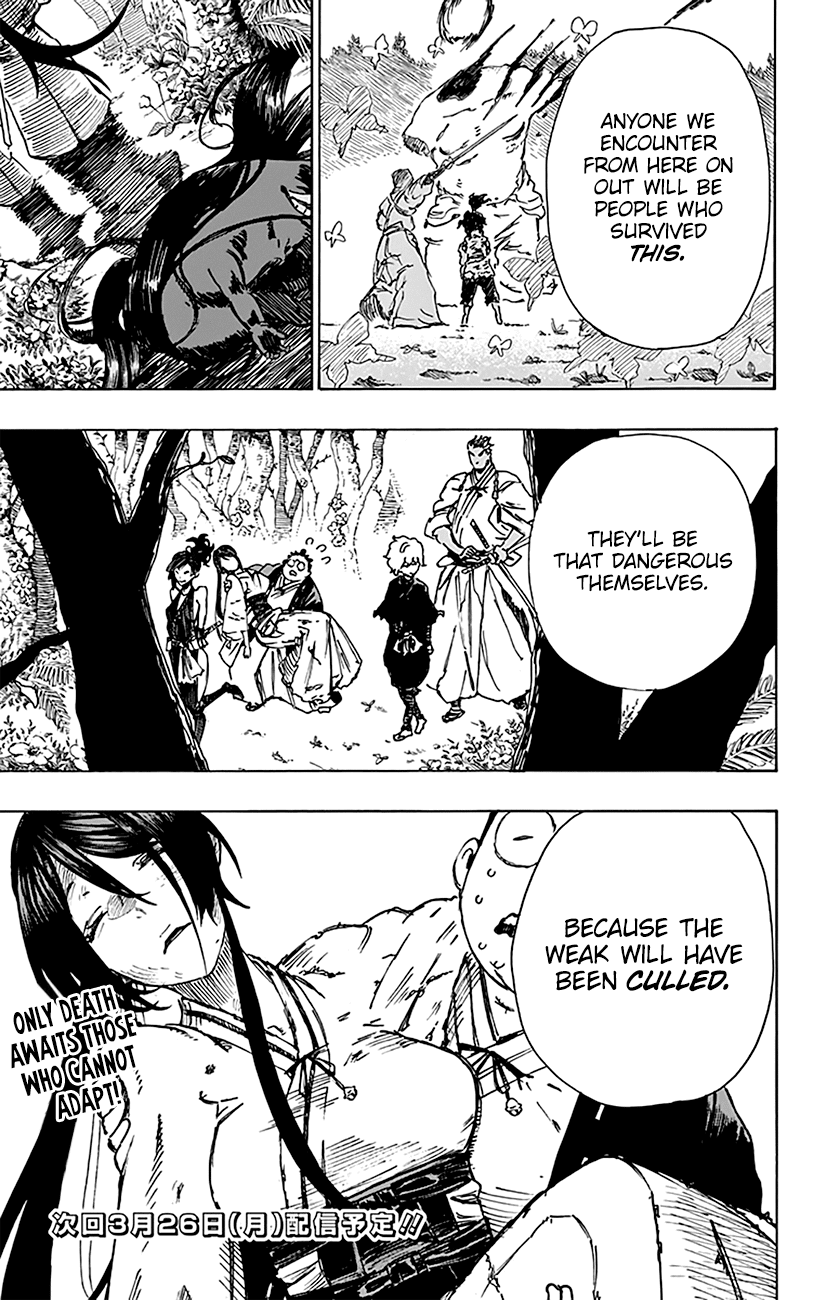 ANYONE WE
ENCOUNTER
FROM HERE ON
OUT WILL BE
PEOPLE WHO
SURVIVED
THIS.
THEY'LL BE
THAT DANGEROUS
THEMSELVES.
BECAUSE THE
WEAK WILL HAVE
BEEN CULLED.
ONLY DEATH
AWAITS THOSE
WHO CANNOT
ADAPT!
次回3月26日(月)配信予定!!